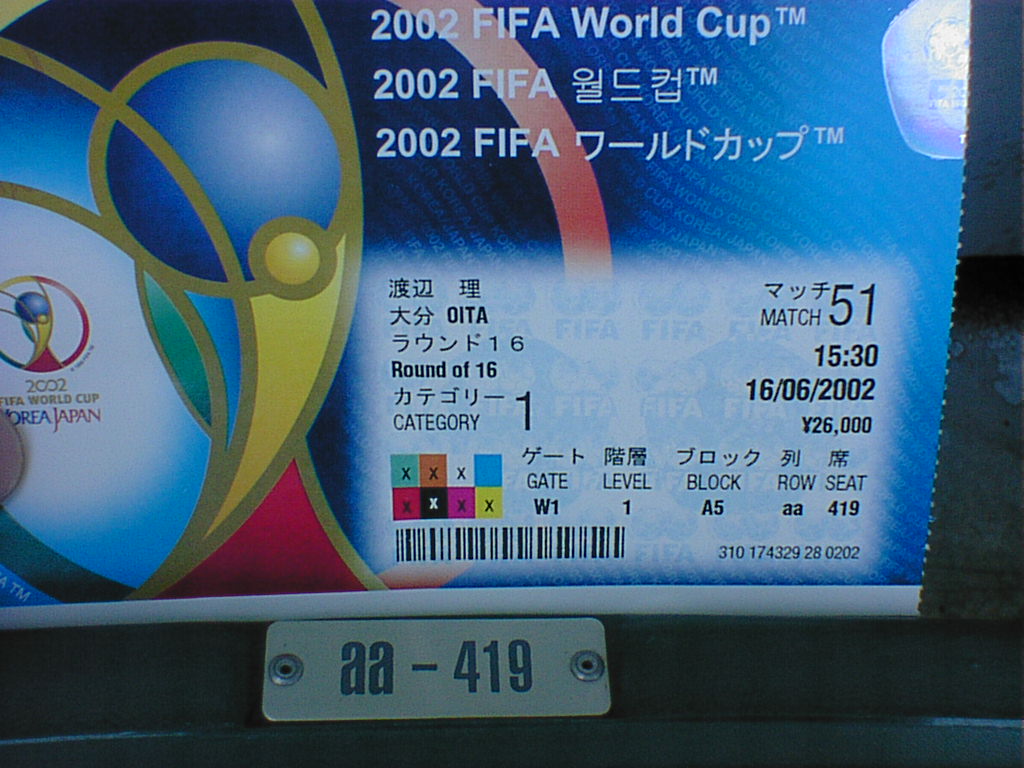 2002 FIFA World Cup™
2002 FIFA 월드컵™
2002 FIFA ワールドカップ™
渡辺 理
大分 OITA
ラウンド16
Round of 16
カテゴリー
CATEGORY 1
マッチ
MATCH 51
15:30
16/06/2002
¥26,000
ゲート 階層 ブロック 列 席
GATE LEVEL BLOCK ROW SEAT
W1 1 A5 aa 419
x x x
x x x x
310 174329 28 0202
2002
FIFA WORLD CUP
KOREA JAPAN
aa - 419